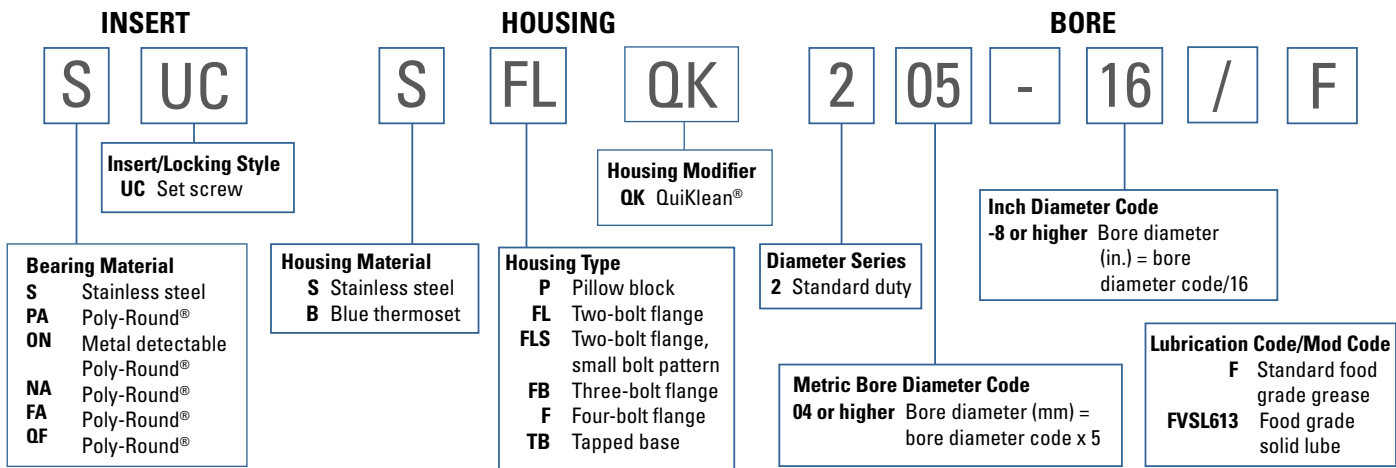 INSERT
HOUSING
BORE
S
UC
S
FL
QK
2
05
-
16
/
F
Insert/Locking Style
UC Set screw
Housing Modifier
QK QuiKlean®
Inch Diameter Code
-8 or higher Bore diameter
(in.) = bore
diameter code/16
Bearing Material
S Stainless steel
PA Poly-Round®
ON Metal detectable
Poly-Round®
NA Poly-Round®
FA Poly-Round®
QF Poly-Round®
Housing Material
S Stainless steel
B Blue thermoset
Housing Type
P Pillow block
FL Two-bolt flange
FLS Two-bolt flange,
small bolt pattern
FB Three-bolt flange
F Four-bolt flange
TB Tapped base
Diameter Series
2 Standard duty
Metric Bore Diameter Code
04 or higher Bore diameter (mm) =
bore diameter code x 5
Lubrication Code/Mod Code
F Standard food
grade grease
FVSL613 Food grade
solid lube